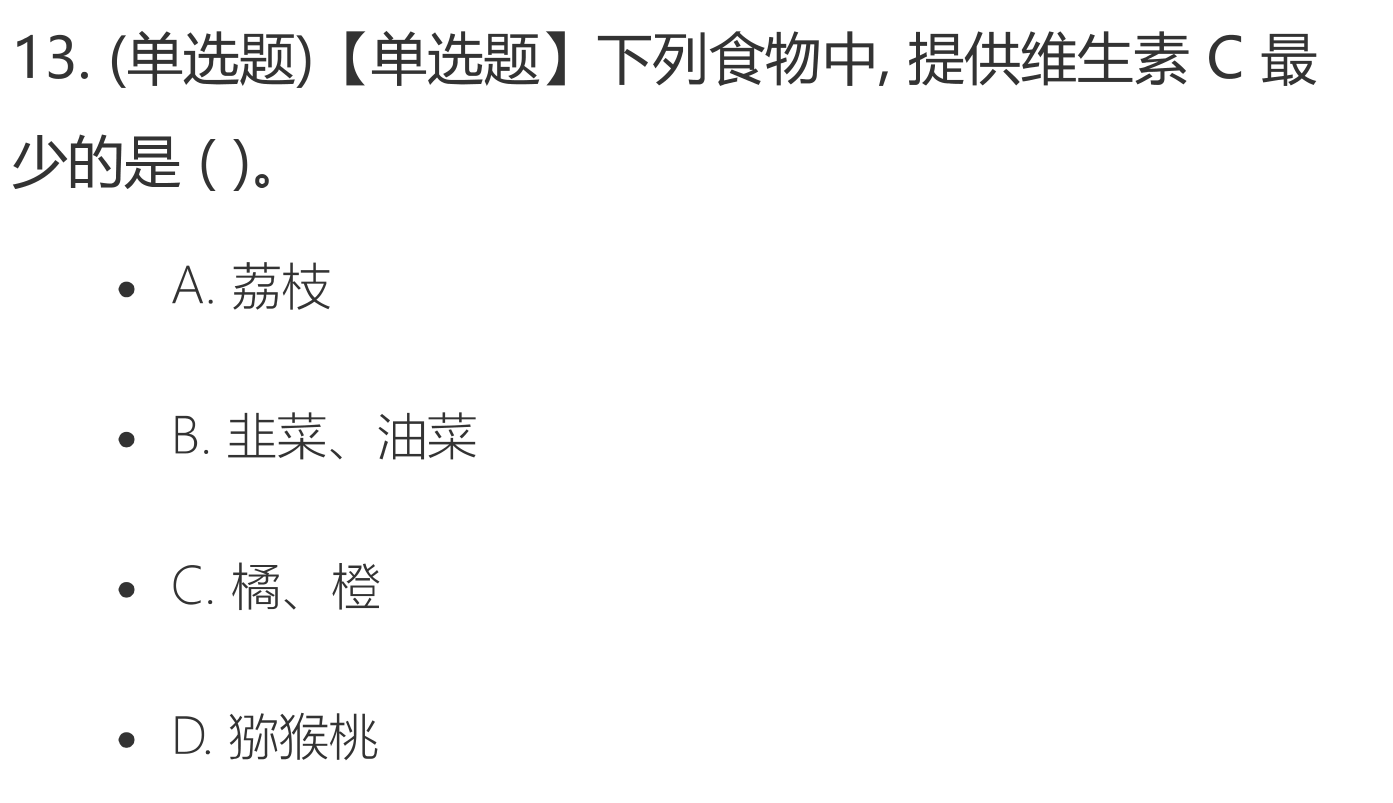 13. (单选题)【单选题】下列食物中, 提供维生素 C 最
少的是 ( )。
• A. 荔枝
• B. 韭菜、油菜
• C. 橘、橙
• D. 猕猴桃